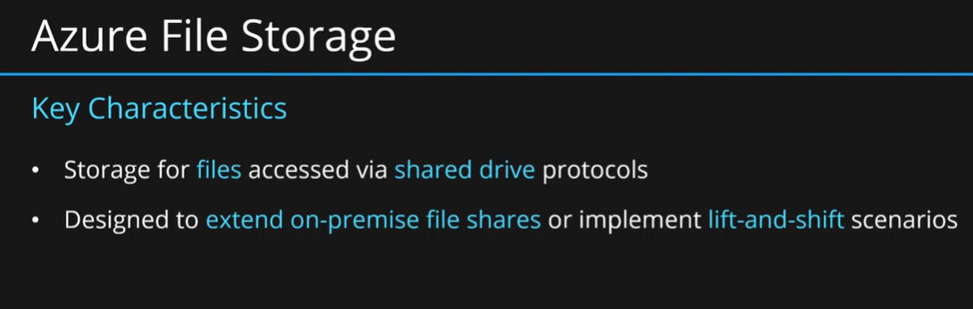 Azure File Storage
Key Characteristics
• Storage for files accessed via shared drive protocols
• Designed to extend on-premise file shares or implement lift-and-shift scenarios